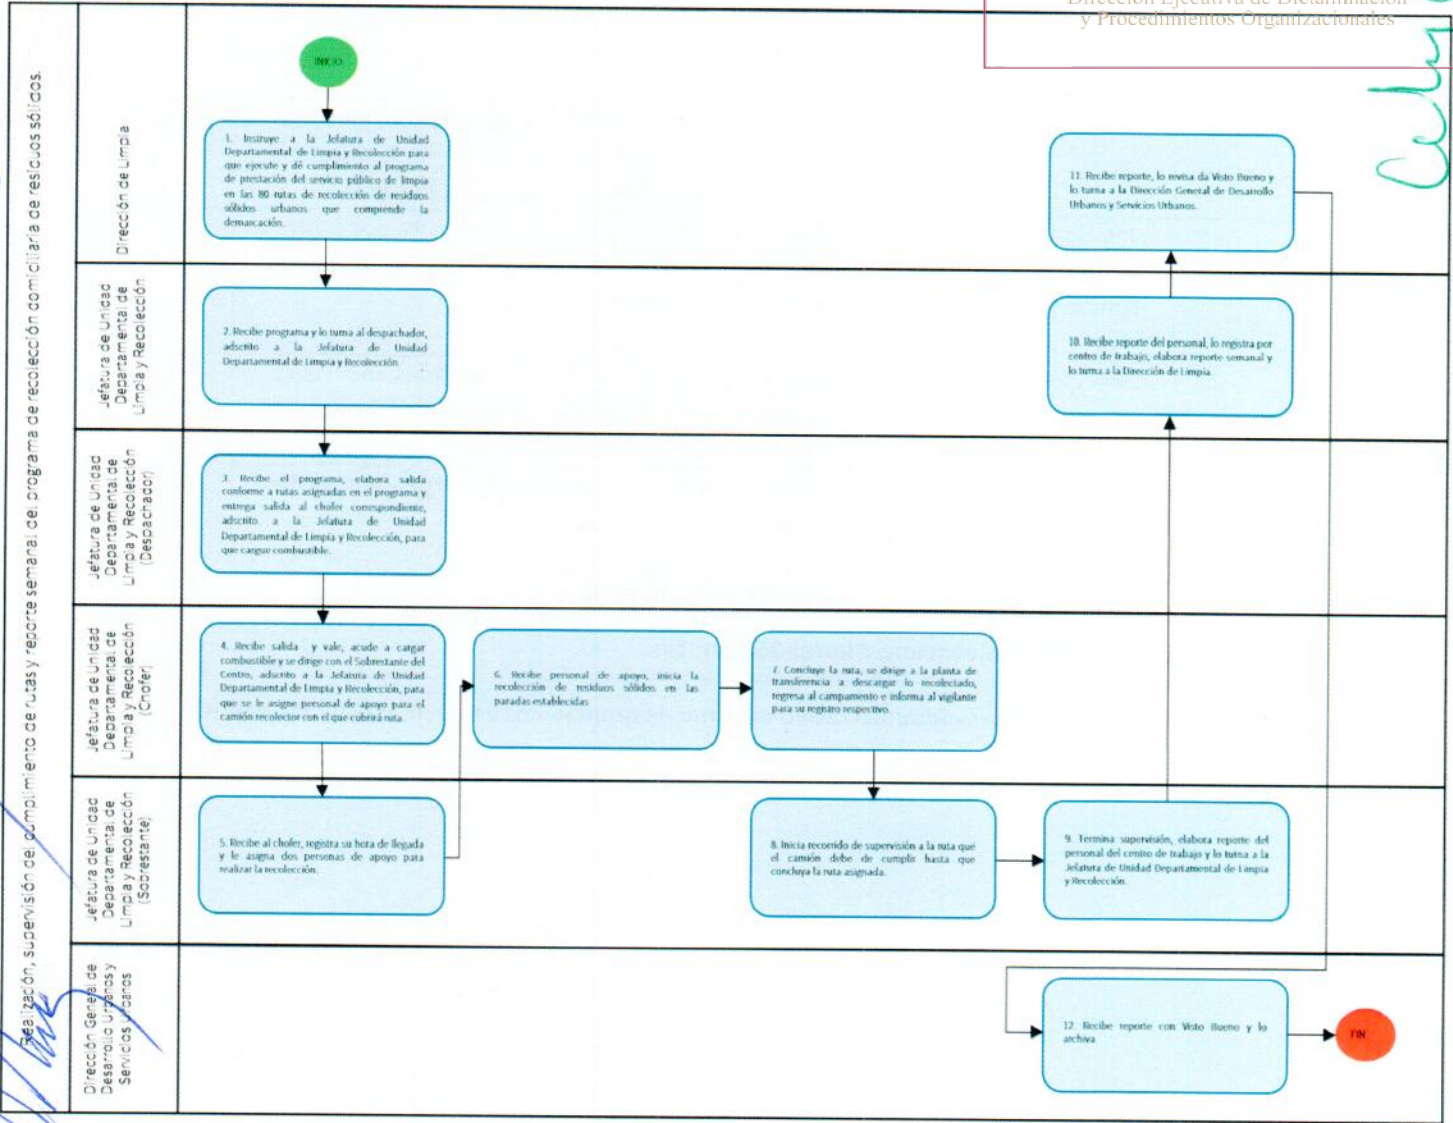 Dirección Ejecutiva de Dictaminación
y Procedimientos Organizacionales
Realización, supervisión del cumplimiento de rutas y reporte semanal del programa de recolección domiciliaria de residuos sólidos.
Dirección de Limpia
INICIO
1. Instruye a la Jefatura de Unidad
Departamental de Limpia y Recolección para
que ejecute y dé cumplimiento al programa
de prestación del servicio público de limpia
en las 80 rutas de recolección de residuos
sólidos urbanos que comprende la
demarcación.
11. Recibe reporte, lo revisa da Visto Bueno y
lo turna a la Dirección General de Desarrollo
Urbanos y Servicios Urbanos.
Jefatura de Unidad
Departamental de
Limpia y Recolección
2. Recibe programa y lo turna al despachador,
adscrito a la Jefatura de Unidad
Departamental de Limpia y Recolección.
10. Recibe reporte del personal, lo registra por
centro de trabajo, elabora reporte semanal y
lo turna a la Dirección de Limpia.
Jefatura de Unidad
Departamental de
Limpia y Recolección
(Despachador)
3. Recibe el programa, elabora salida
conforme a rutas asignadas en el programa y
entrega salida al chofer correspondiente,
adscrito a la Jefatura de Unidad
Departamental de Limpia y Recolección, para
que cargue combustible.
Jefatura de Unidad
Departamental de
Limpia y Recolección
(Chofer)
4. Recibe salida y vale, acude a cargar
combustible y se dirige con el Sobrestante del
Centro, adscrito a la Jefatura de Unidad
Departamental de Limpia y Recolección, para
que se le asigne personal de apoyo para el
camión recolector con el que cubrirá ruta
6. Recibe personal de apoyo, inicia la
recolección de residuos sólidos en las
paradas establecidas
7. Concluye la ruta, se dirige a la planta de
transferencia a descargar lo recolectado,
regresa al campamento e informa al vigilante
para su registro respectivo.
Jefatura de Unidad
Departamental de
Limpia y Recolección
(Sobrestante)
5. Recibe al chofer, registra su hora de llegada
y le asigna dos personas de apoyo para
realizar la recolección.
8. Inicia recorrido de supervisión a la ruta que
el camión debe de cumplir hasta que
concluya la ruta asignada.
9. Termina supervisión, elabora reporte del
personal del centro de trabajo y lo turna a la
Jefatura de Unidad Departamental de Limpia
y Recolección.
Dirección General de
Desarrollo Urbanos y
Servicios Urbanos
12. Recibe reporte con Visto Bueno y lo
archiva
FIN